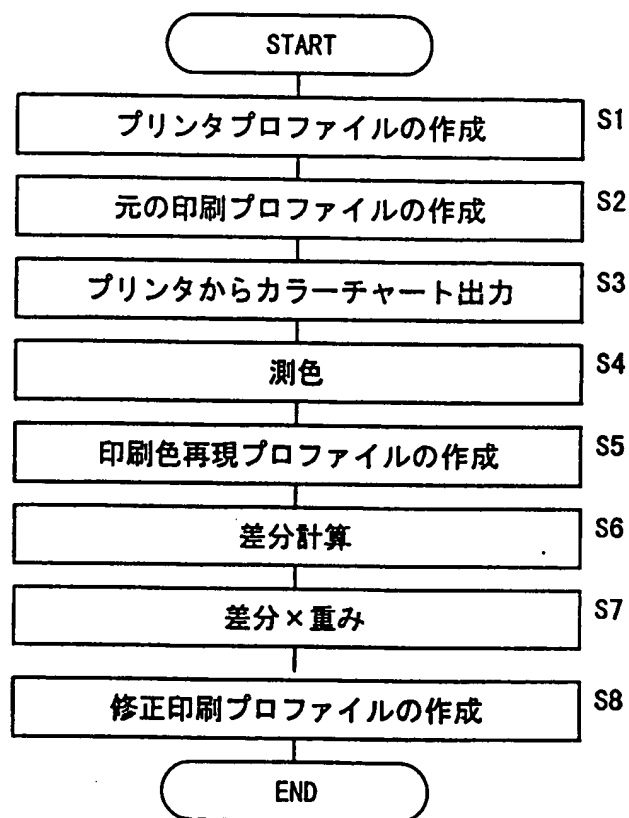 START
プリンタプロファイルの作成 S1
元の印刷プロファイルの作成 S2
プリンタからカラーチャート出力 S3
測色 S4
印刷色再現プロファイルの作成 S5
差分計算 S6
差分×重み S7
修正印刷プロファイルの作成 S8
END